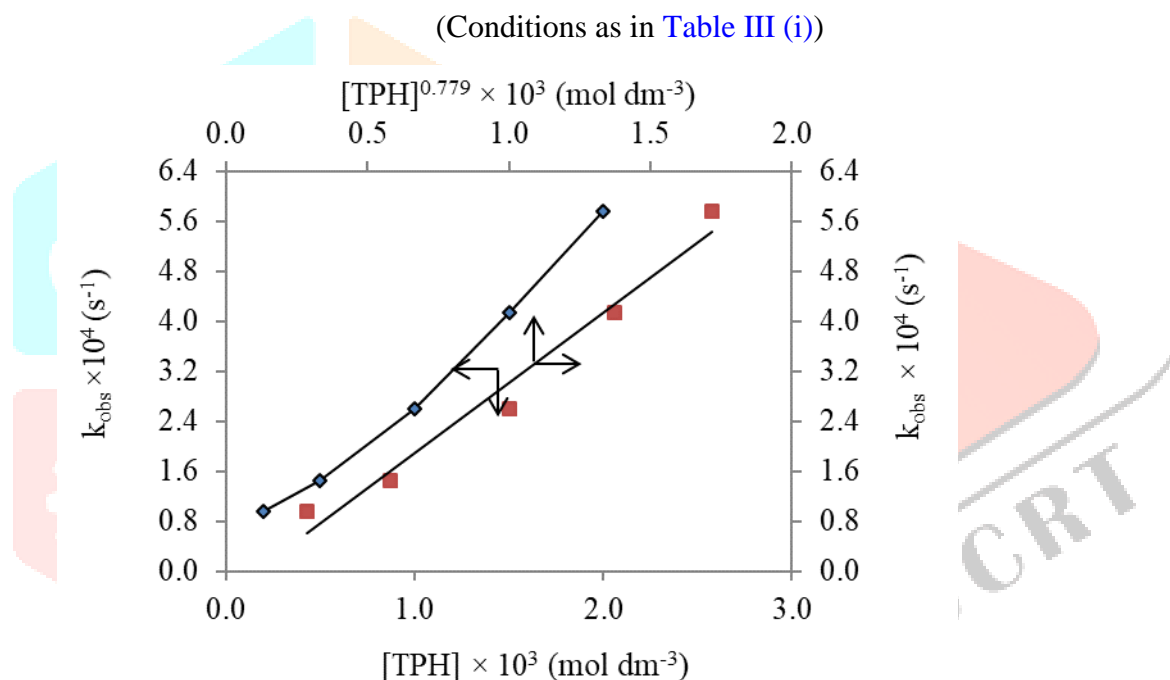 (Conditions as in Table III (i))
[TPH]^0.779 × 10^3 (mol dm^-3)
0.0 0.5 1.0 1.5 2.0
6.4 6.4
5.6 5.6
4.8 4.8
4.0 4.0
3.2 3.2
2.4 2.4
1.6 1.6
0.8 0.8
0.0 0.0
k_obs ×10^4 (s^-1)
k_obs × 10^4 (s^-1)
0.0 1.0 2.0 3.0
[TPH] × 10^3 (mol dm^-3)
CRT